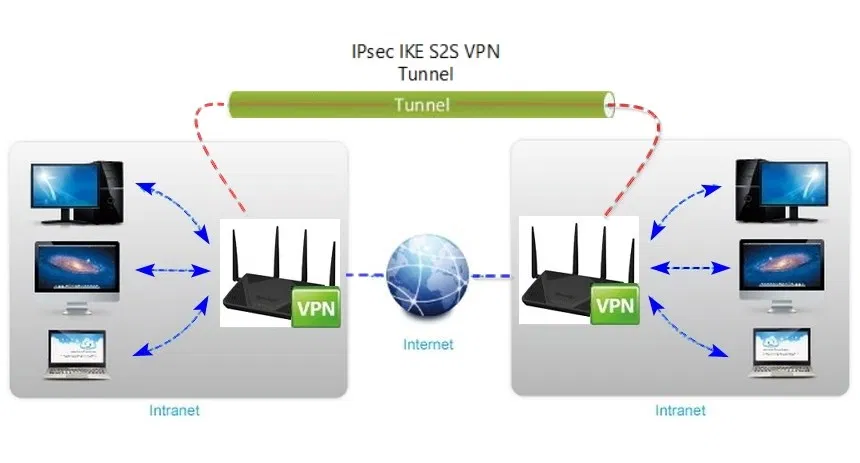 IPsec IKE S2S VPN
Tunnel
Tunnel
VPN
VPN
Internet
Intranet
Intranet